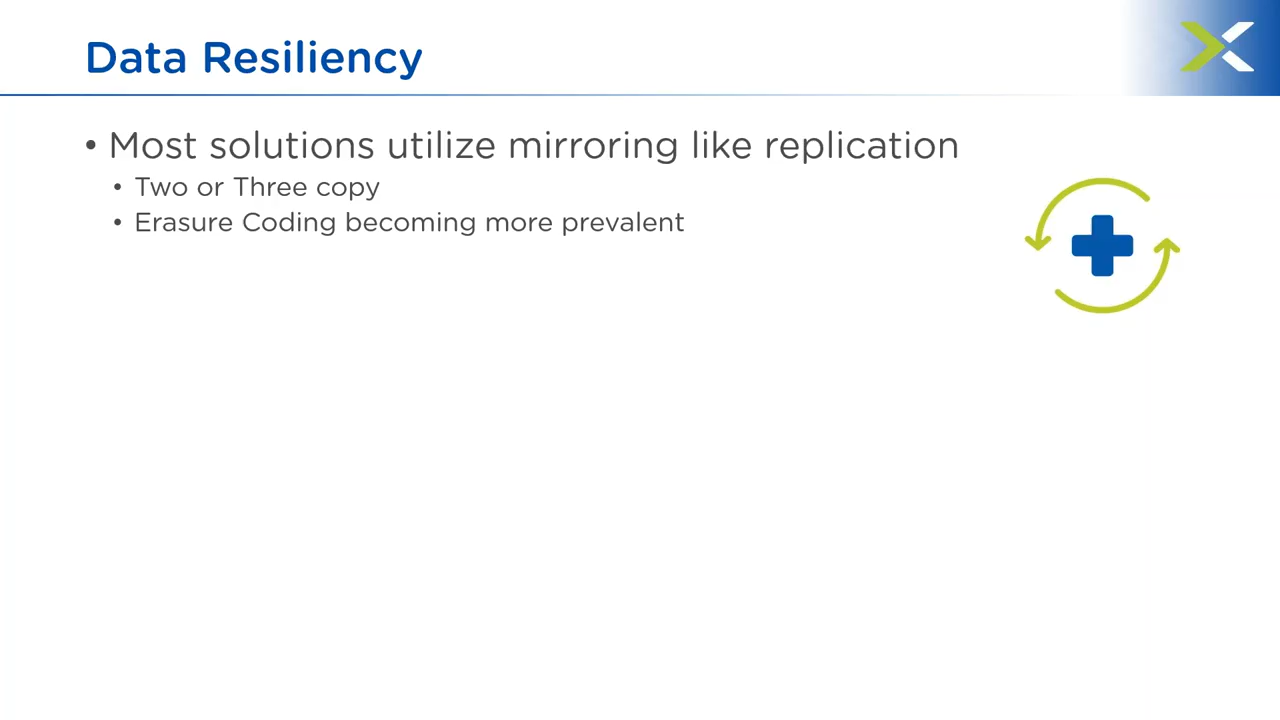 Data Resiliency
• Most solutions utilize mirroring like replication
• Two or Three copy
• Erasure Coding becoming more prevalent